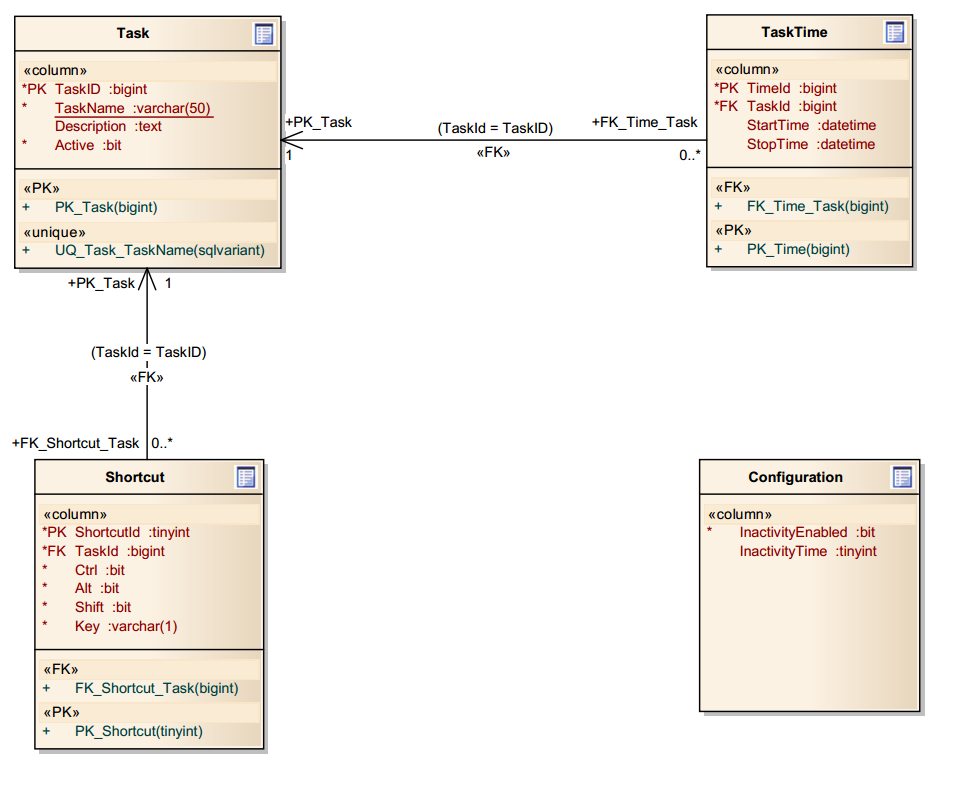 Task
«column»
*PK TaskID :bigint
* TaskName :varchar(50)
Description :text
* Active :bit
«PK»
+ PK_Task(bigint)
«unique»
+ UQ_Task_TaskName(sqlvariant)
TaskTime
«column»
*PK TimeId :bigint
*FK TaskId :bigint
StartTime :datetime
StopTime :datetime
«FK»
+ FK_Time_Task(bigint)
«PK»
+ PK_Time(bigint)
+PK_Task
(TaskId = TaskID)
+FK_Time_Task
1
«FK»
0..*
+PK_Task
1
(TaskId = TaskID)
«FK»
+FK_Shortcut_Task
0..*
Shortcut
«column»
*PK ShortcutId :tinyint
*FK TaskId :bigint
* Ctrl :bit
* Alt :bit
* Shift :bit
* Key :varchar(1)
«FK»
+ FK_Shortcut_Task(bigint)
«PK»
+ PK_Shortcut(tinyint)
Configuration
«column»
* InactivityEnabled :bit
InactivityTime :tinyint